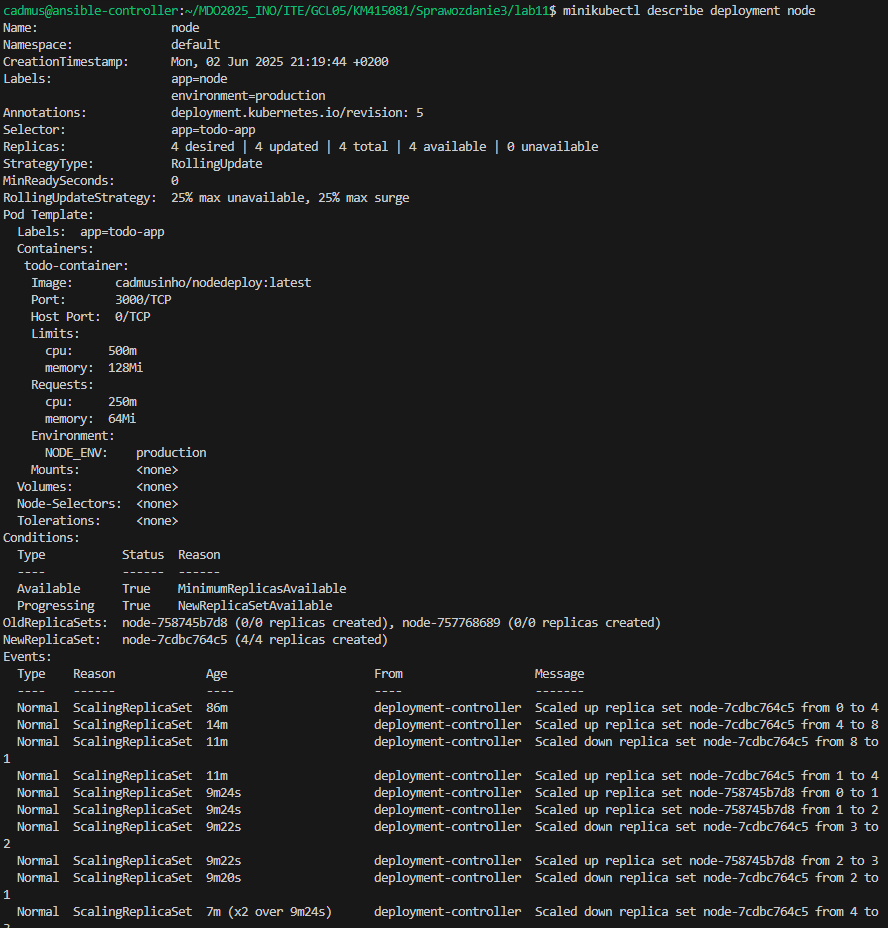 cadmus@ansible-controller:~/MDO2025_INO/ITE/GCL05/KM415081/Sprawozdanie3/lab11$ minikubectl describe deployment node
Name:                   node
Namespace:              default
CreationTimestamp:      Mon, 02 Jun 2025 21:19:44 +0200
Labels:                 app=node
                        environment=production
Annotations:            deployment.kubernetes.io/revision: 5
Selector:               app=todo-app
Replicas:               4 desired | 4 updated | 4 total | 4 available | 0 unavailable
StrategyType:           RollingUpdate
MinReadySeconds:        0
RollingUpdateStrategy:  25% max unavailable, 25% max surge
Pod Template:
  Labels:  app=todo-app
  Containers:
   todo-container:
    Image:      cadmusinho/nodedeploy:latest
    Port:       3000/TCP
    Host Port:  0/TCP
    Limits:
      cpu:     500m
      memory:  128Mi
    Requests:
      cpu:     250m
      memory:  64Mi
    Environment:
      NODE_ENV:    production
    Mounts:        <none>
  Volumes:         <none>
  Node-Selectors:  <none>
  Tolerations:     <none>
Conditions:
  Type           Status  Reason
  ----           ------  ------
  Available      True    MinimumReplicasAvailable
  Progressing    True    NewReplicaSetAvailable
OldReplicaSets:  node-758745b7d8 (0/0 replicas created), node-757768689 (0/0 replicas created)
NewReplicaSet:   node-7cdbc764c5 (4/4 replicas created)
Events:
  Type    Reason             Age                    From                   Message
  ----    ------             ----                   ----                   -------
  Normal  ScalingReplicaSet  86m                    deployment-controller  Scaled up replica set node-7cdbc764c5 from 0 to 4
  Normal  ScalingReplicaSet  14m                    deployment-controller  Scaled up replica set node-7cdbc764c5 from 4 to 8
  Normal  ScalingReplicaSet  11m                    deployment-controller  Scaled down replica set node-7cdbc764c5 from 8 to
1
  Normal  ScalingReplicaSet  11m                    deployment-controller  Scaled up replica set node-7cdbc764c5 from 1 to 4
  Normal  ScalingReplicaSet  9m24s                  deployment-controller  Scaled up replica set node-758745b7d8 from 0 to 1
  Normal  ScalingReplicaSet  9m24s                  deployment-controller  Scaled up replica set node-758745b7d8 from 1 to 2
  Normal  ScalingReplicaSet  9m22s                  deployment-controller  Scaled down replica set node-7cdbc764c5 from 3 to
2
  Normal  ScalingReplicaSet  9m22s                  deployment-controller  Scaled up replica set node-758745b7d8 from 2 to 3
  Normal  ScalingReplicaSet  9m20s                  deployment-controller  Scaled down replica set node-7cdbc764c5 from 2 to
1
  Normal  ScalingReplicaSet  7m (x2 over 9m24s)     deployment-controller  Scaled down replica set node-7cdbc764c5 from 4 to